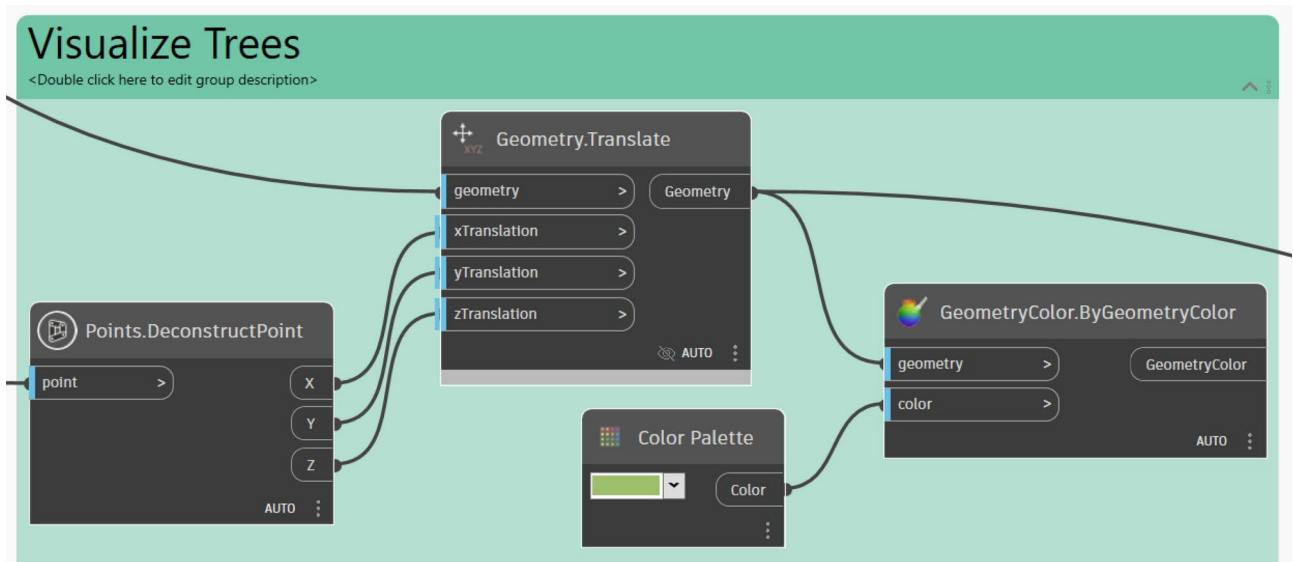 Visualize Trees
<Double click here to edit group description>
XYZ
Geometry.Translate
geometry >
Geometry
xTranslation >
yTranslation >
zTranslation >
AUTO
Points.DeconstructPoint
point >
X
Y
Z
AUTO
Color Palette
Color
GeometryColor.ByGeometryColor
geometry >
GeometryColor
color >
AUTO